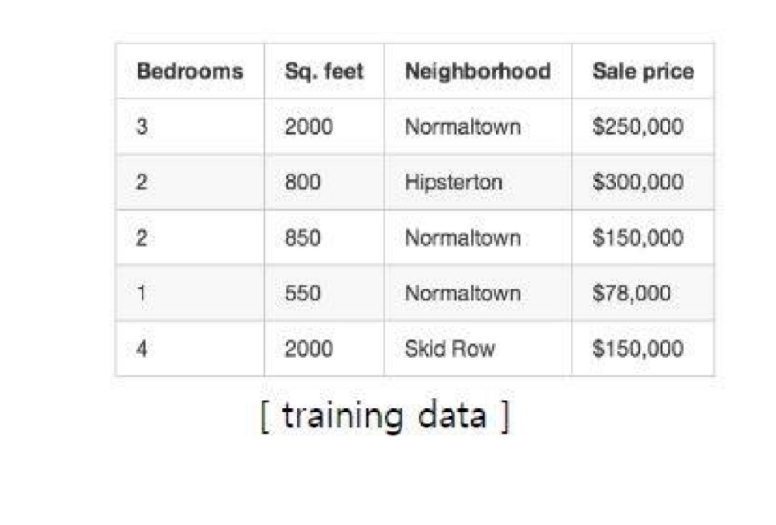 Bedrooms Sq. feet Neighborhood Sale price
3 2000 Normaltown $250,000
2 800 Hipsterton $300,000
2 850 Normaltown $150,000
1 550 Normaltown $78,000
4 2000 Skid Row $150,000
[ training data ]